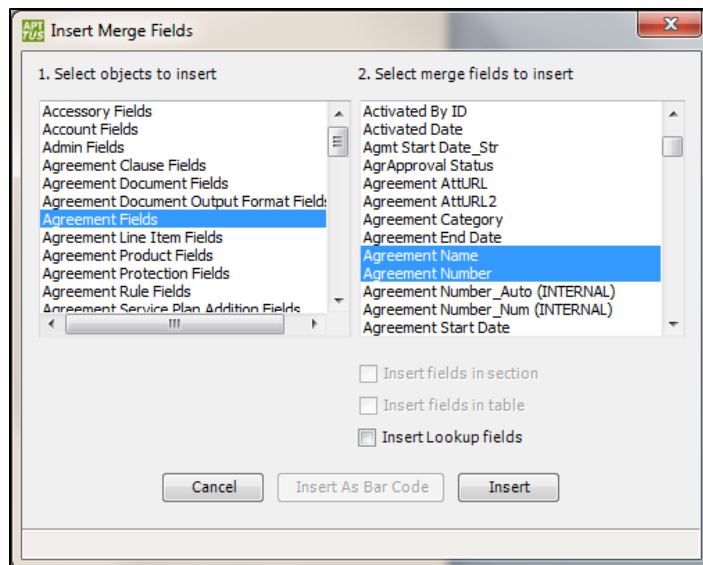 APT
TUS
Insert Merge Fields
1. Select objects to insert
2. Select merge fields to insert
Accessory Fields
Account Fields
Admin Fields
Agreement Clause Fields
Agreement Document Fields
Agreement Document Output Format Fields
Agreement Fields
Agreement Line Item Fields
Agreement Product Fields
Agreement Protection Fields
Agreement Rule Fields
Agreement Service Plan Addition Fields
Activated By ID
Activated Date
Agmt Start Date_Str
AgrApproval Status
Agreement AttURL
Agreement AttURL2
Agreement Category
Agreement End Date
Agreement Name
Agreement Number
Agreement Number_Auto (INTERNAL)
Agreement Number_Num (INTERNAL)
Agreement Start Date
Insert fields in section
Insert fields in table
Insert Lookup fields
Cancel
Insert As Bar Code
Insert